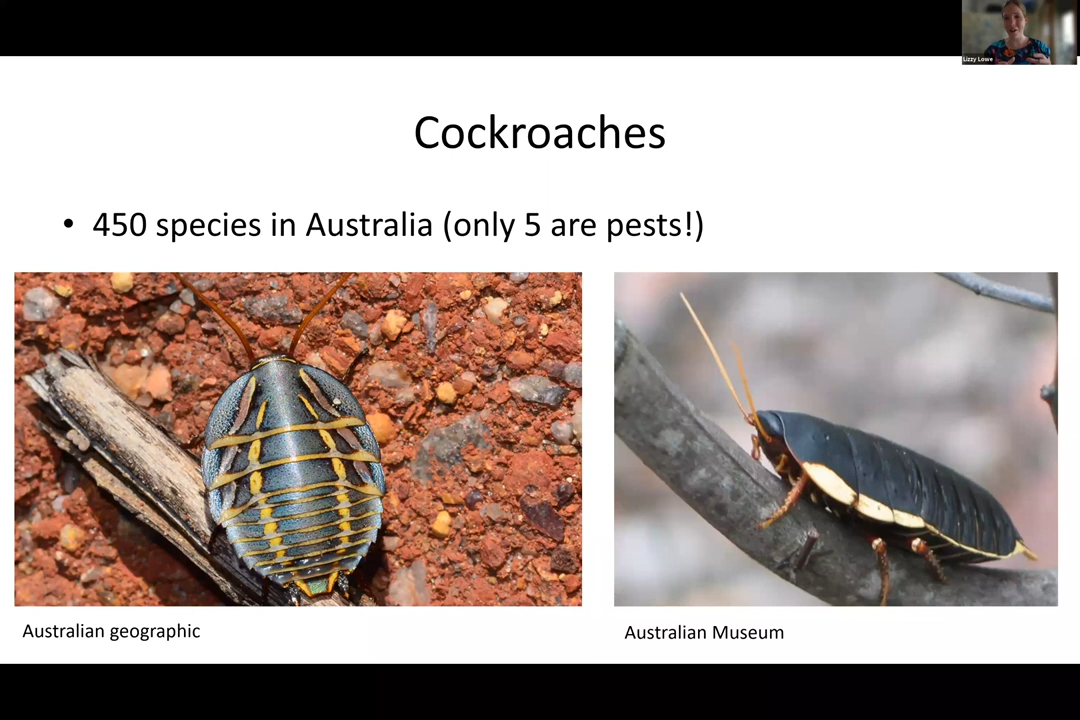 Lizzy Lowe
Cockroaches
• 450 species in Australia (only 5 are pests!)
Australian geographic
Australian Museum